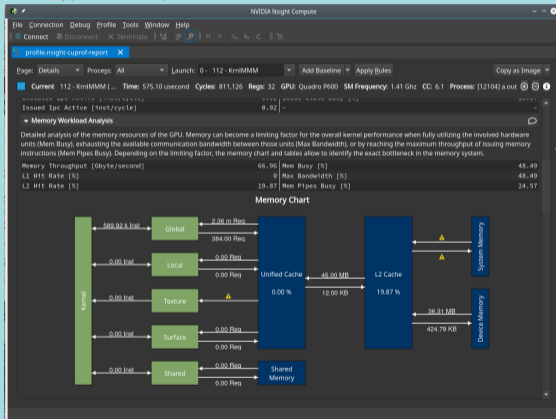 NVIDIA Nsight Compute
File Connection Debug Profile Tools Window Help
Connect Disconnect Terminate
profile.nsight-cuprof-report X
Page: Details Process: All Launch: 0 - 112 - KrnlMMM Add Baseline Apply Rules Copy as Image
Current 112 - KrnlMMM ( ... Time: 575.10 usecond Cycles: 811,126 Regs: 32 GPU: Quadro P600 SM Frequency: 1.41 Ghz CC: 6.1 Process: [12104] a.out
Issued Ipc Active [inst/cycle] 0.92 -
Memory Workload Analysis
Detailed analysis of the memory resources of the GPU. Memory can become a limiting factor for the overall kernel performance when fully utilizing the involved hardware
units (Mem Busy), exhausting the available communication bandwidth between those units (Max Bandwidth), or by reaching the maximum throughput of issuing memory
instructions (Mem Pipes Busy). Depending on the limiting factor, the memory chart and tables allow to identify the exact bottleneck in the memory system.
Memory Throughput [Gbyte/second] 66.96 Mem Busy [%] 48.49
L1 Hit Rate [%] 0 Max Bandwidth [%] 48.49
L2 Hit Rate [%] 19.87 Mem Pipes Busy [%] 24.57
Memory Chart
Kernel
589.92 k Inst
Global
2.36 m Req
384.00 Req
0.00 Inst
Local
0.00 Req
0.00 Req
0.00 Inst
Texture
0.00 Inst
Surface
0.00 Req
0.00 Req
0.00 Inst
Shared
0.00 Req
0.00 Req
Unified Cache
0.00 %
Shared
Memory
45.00 MB
12.00 KB
L2 Cache
19.87 %
System Memory
36.31 MB
424.78 KB
Device Memory